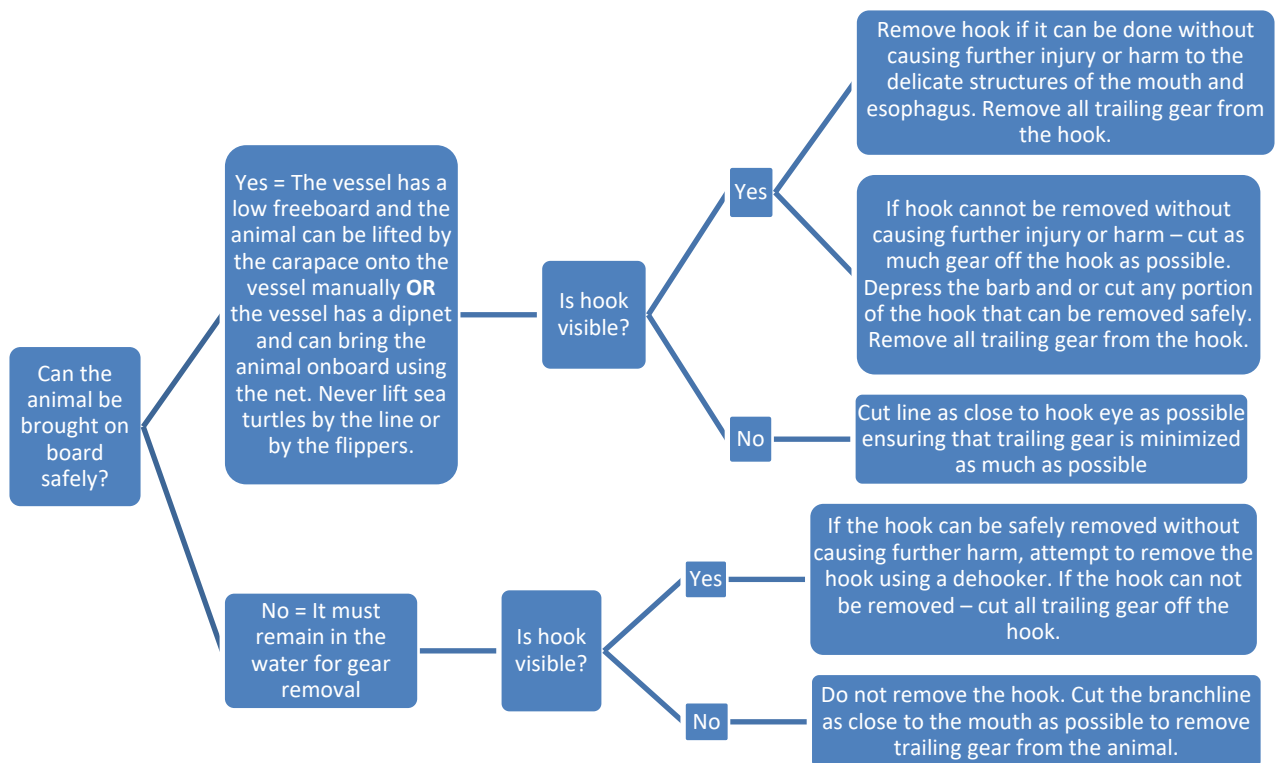 Can the
animal be
brought on
board
safely?
Yes = The vessel has a
low freeboard and the
animal can be lifted by
the carapace onto the
vessel manually OR
the vessel has a dipnet
and can bring the
animal onboard using
the net. Never lift sea
turtles by the line or
by the flippers.
Is hook
visible?
Yes
Remove hook if it can be done without
causing further injury or harm to the
delicate structures of the mouth and
esophagus. Remove all trailing gear from
the hook.
If hook cannot be removed without
causing further injury or harm – cut as
much gear off the hook as possible.
Depress the barb and or cut any portion
of the hook that can be removed safely.
Remove all trailing gear from the hook.
No
Cut line as close to hook eye as possible
ensuring that trailing gear is minimized
as much as possible
No = It must
remain in the
water for gear
removal
Is hook
visible?
Yes
If the hook can be safely removed without
causing further harm, attempt to remove the
hook using a dehooker. If the hook can not
be removed – cut all trailing gear off the
hook.
No
Do not remove the hook. Cut the branchline
as close to the mouth as possible to remove
trailing gear from the animal.